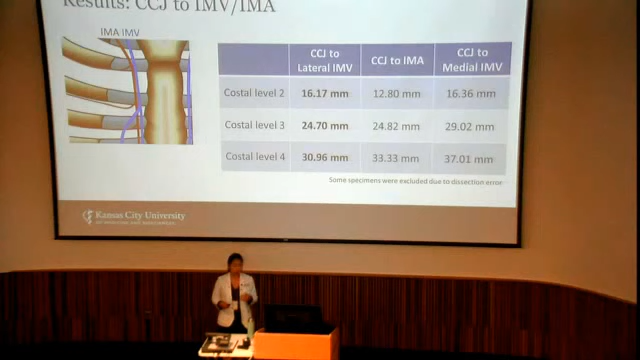 Results: CCJ to IMV/IMA
IMA IMV
CCJ to Lateral IMV
CCJ to IMA
CCJ to Medial IMV
Costal level 2 16.17 mm 12.80 mm 16.36 mm
Costal level 3 24.70 mm 24.82 mm 29.02 mm
Costal level 4 30.96 mm 33.33 mm 37.01 mm
Some specimens were excluded due to dissection error
Kansas City University